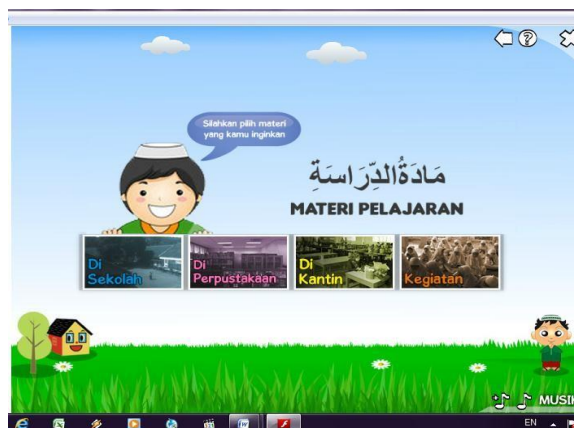 Silahkan pilih materi
yang kamu inginkan
مَادَةُالدِّرَاسَةِ
MATERI PELAJARAN
Di
Sekolah
Di
Perpustakaan
Di
Kantin
Kegiatan
MUSIK
EN